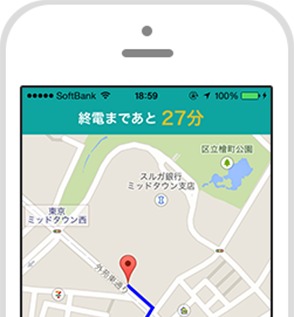 ●●●●● SoftBank 18:59 100%
終電まであと 27分
区立檜町公園
スルガ銀行
ミッドタウン支店
東京
ミッドタウン西
外苑東通り